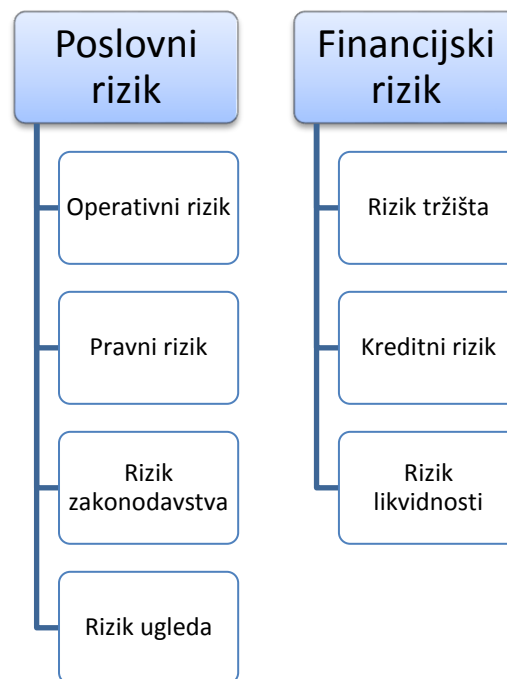 Poslovni
rizik
Operativni rizik
Pravni rizik
Rizik
zakonodavstva
Rizik ugleda
Financijski
rizik
Rizik tržišta
Kreditni rizik
Rizik
likvidnosti